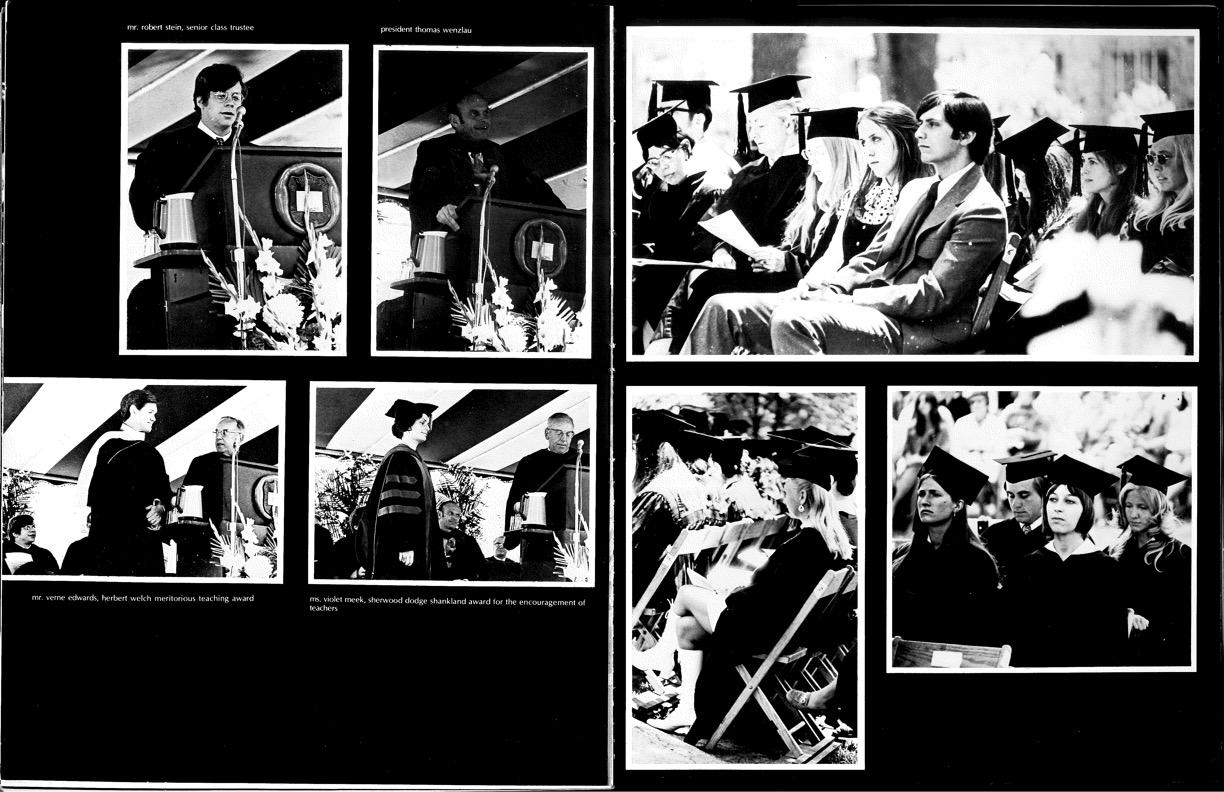 mr. robert stein, senior class trustee
president thomas wenzlau
mr. verne edwards, herbert welch meritorious teaching award
ms. violet meek, sherwood dodge shankland award for the encouragement of
teachers